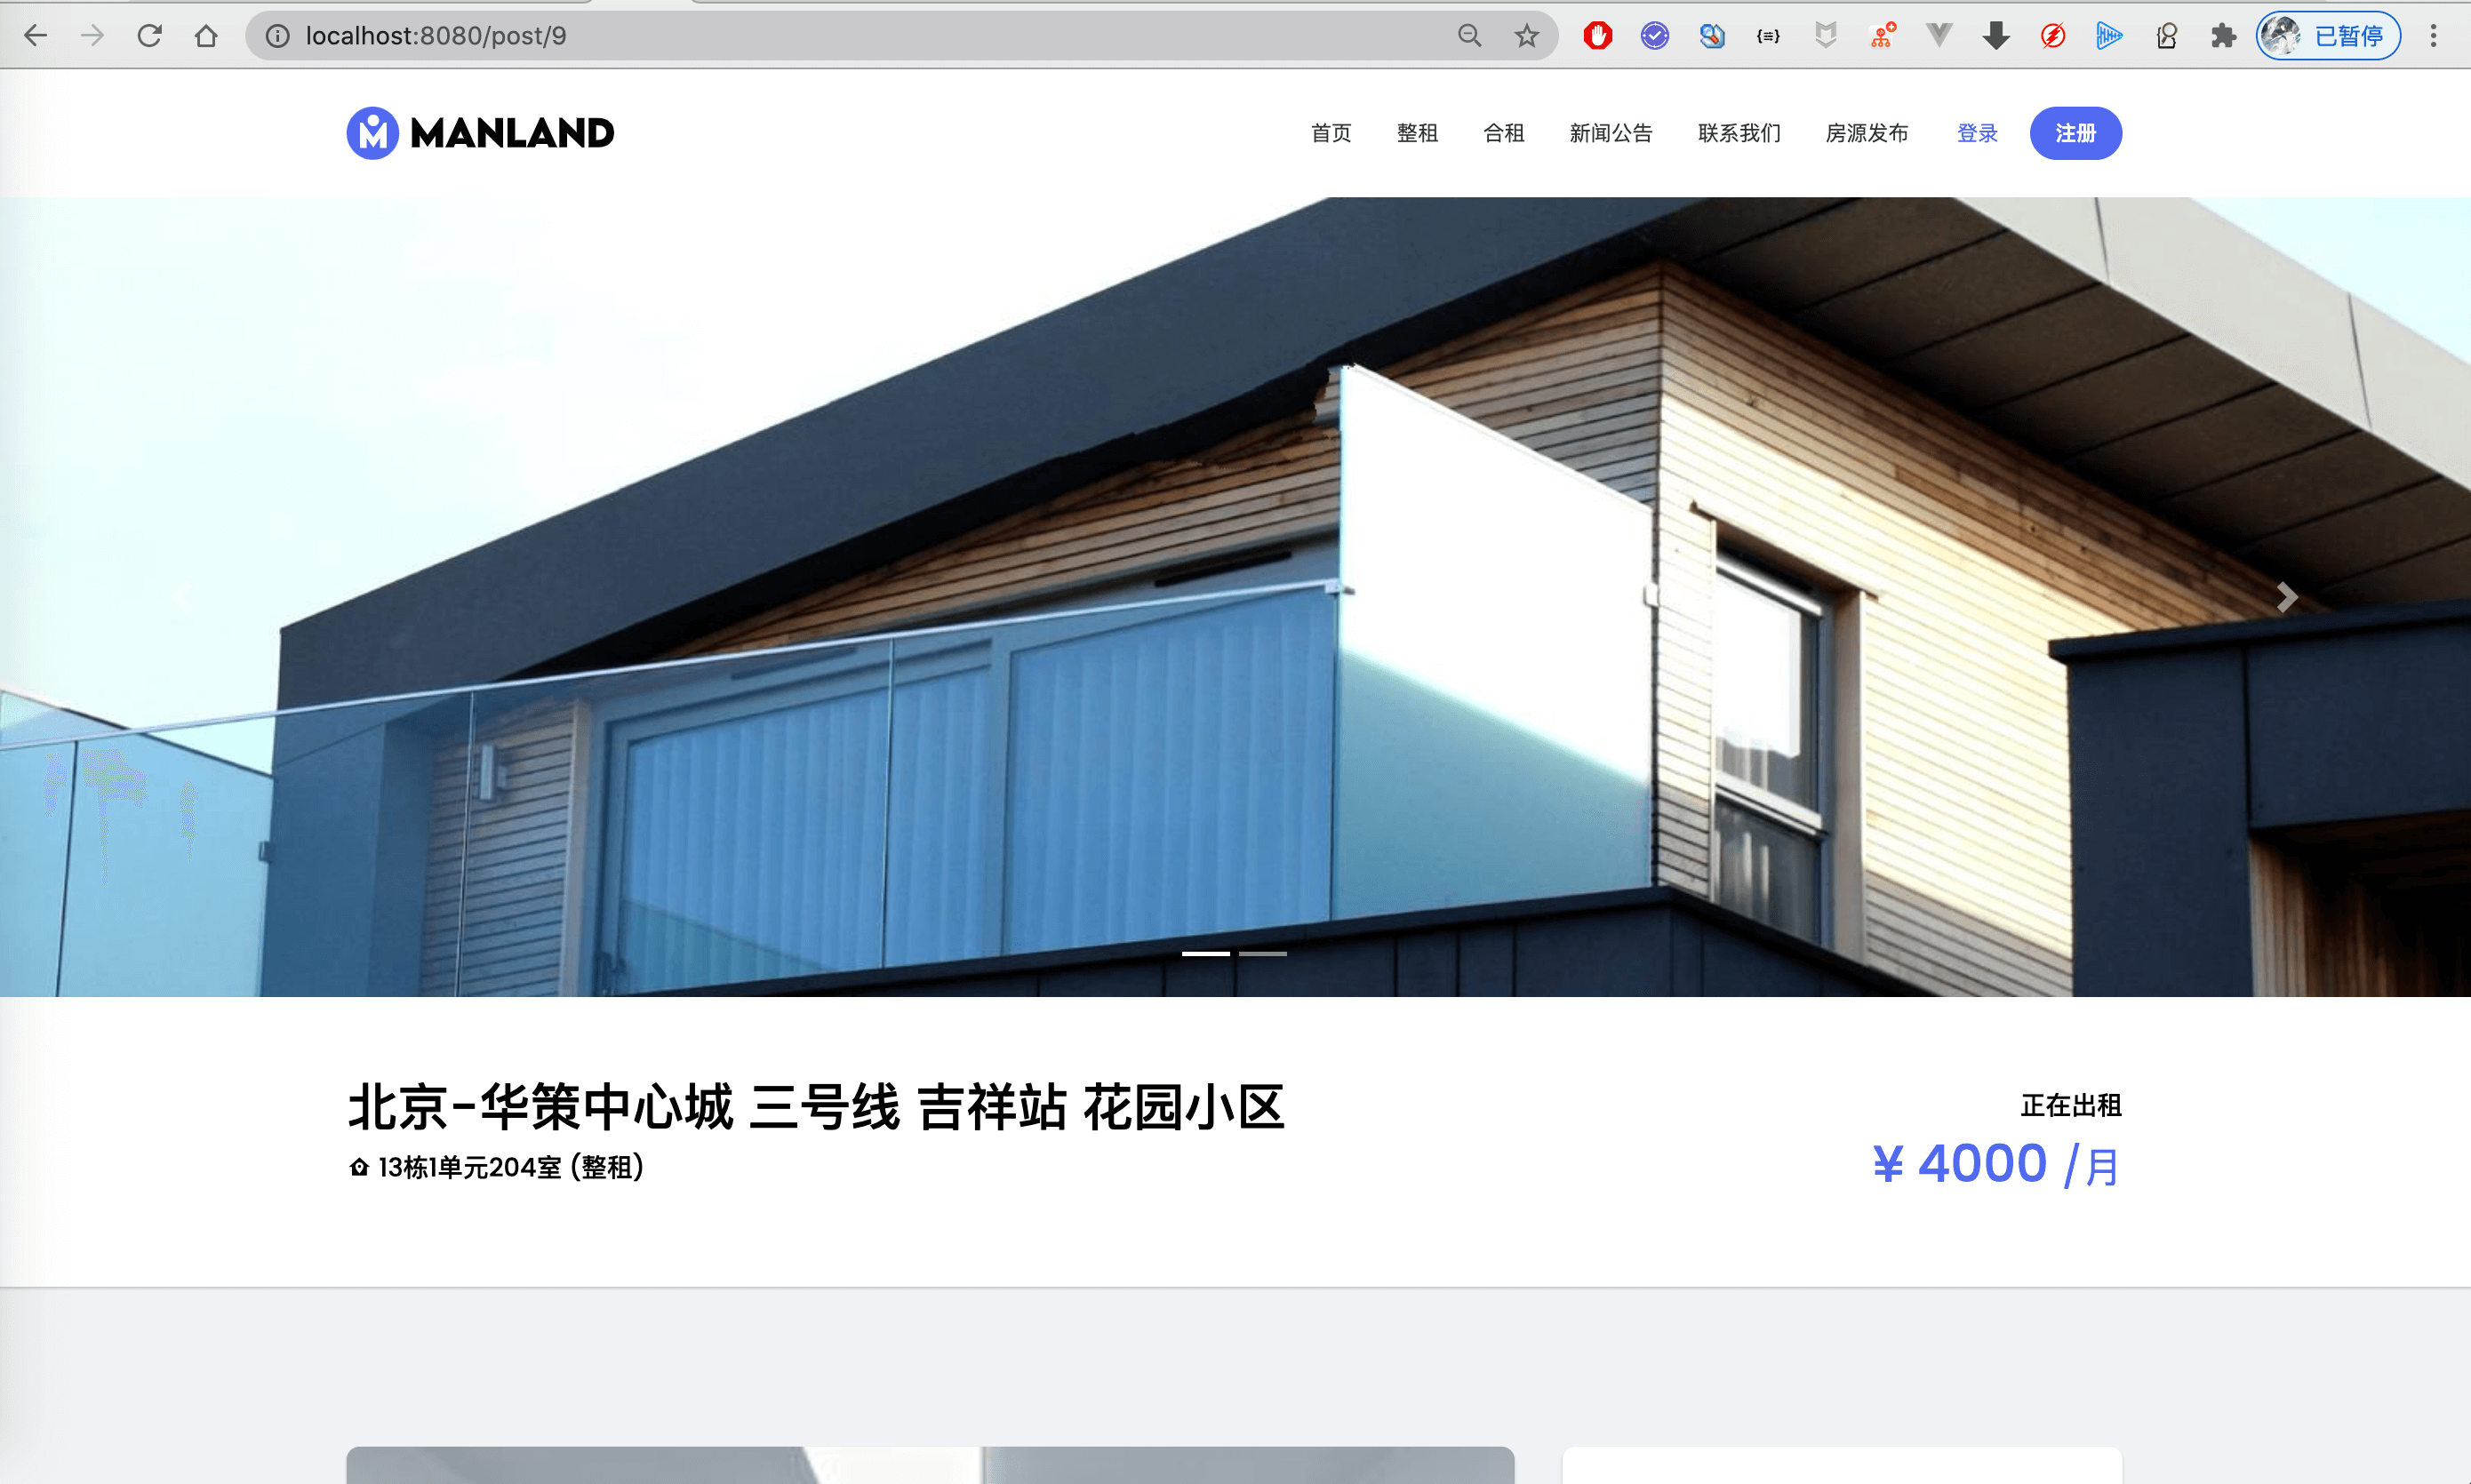 localhost:8080/post/9
已暂停
MANLAND
首页 整租 合租 新闻公告 联系我们 房源发布 登录 注册
北京-华策中心城 三号线 吉祥站 花园小区
正在出租
13栋1单元204室 (整租)
¥ 4000 /月